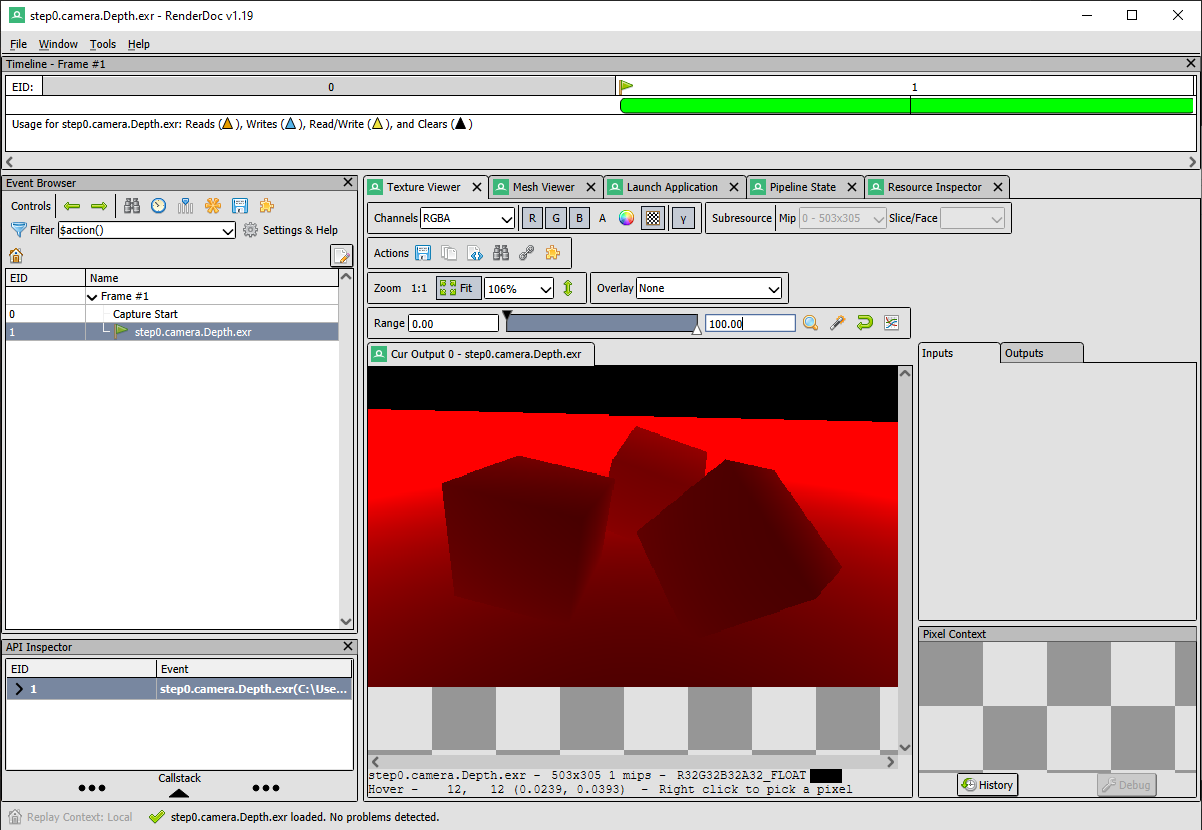 step0.camera.Depth.exr - RenderDoc v1.19
File Window Tools Help
Timeline - Frame #1
EID: 0 1
Usage for step0.camera.Depth.exr: Reads ( ), Writes ( ), Read/Write ( ), and Clears ( )
Event Browser
Controls
Filter $action() Settings & Help
EID Name
Frame #1
0 Capture Start
1 step0.camera.Depth.exr
API Inspector
EID Event
1 step0.camera.Depth.exr(C:\Use...
Callstack
Texture Viewer Mesh Viewer Launch Application Pipeline State Resource Inspector
Channels RGBA R G B A γ Subresource Mip 0 - 503x305 Slice/Face
Actions
Zoom 1:1 Fit 106% Overlay None
Range 0.00 100.00
Cur Output 0 - step0.camera.Depth.exr
step0.camera.Depth.exr - 503x305 1 mips - R32G32B32A32_FLOAT
Hover - 12, 12 (0.0239, 0.0393) - Right click to pick a pixel
Inputs Outputs
Pixel Context
History Debug
Replay Context: Local step0.camera.Depth.exr loaded. No problems detected.